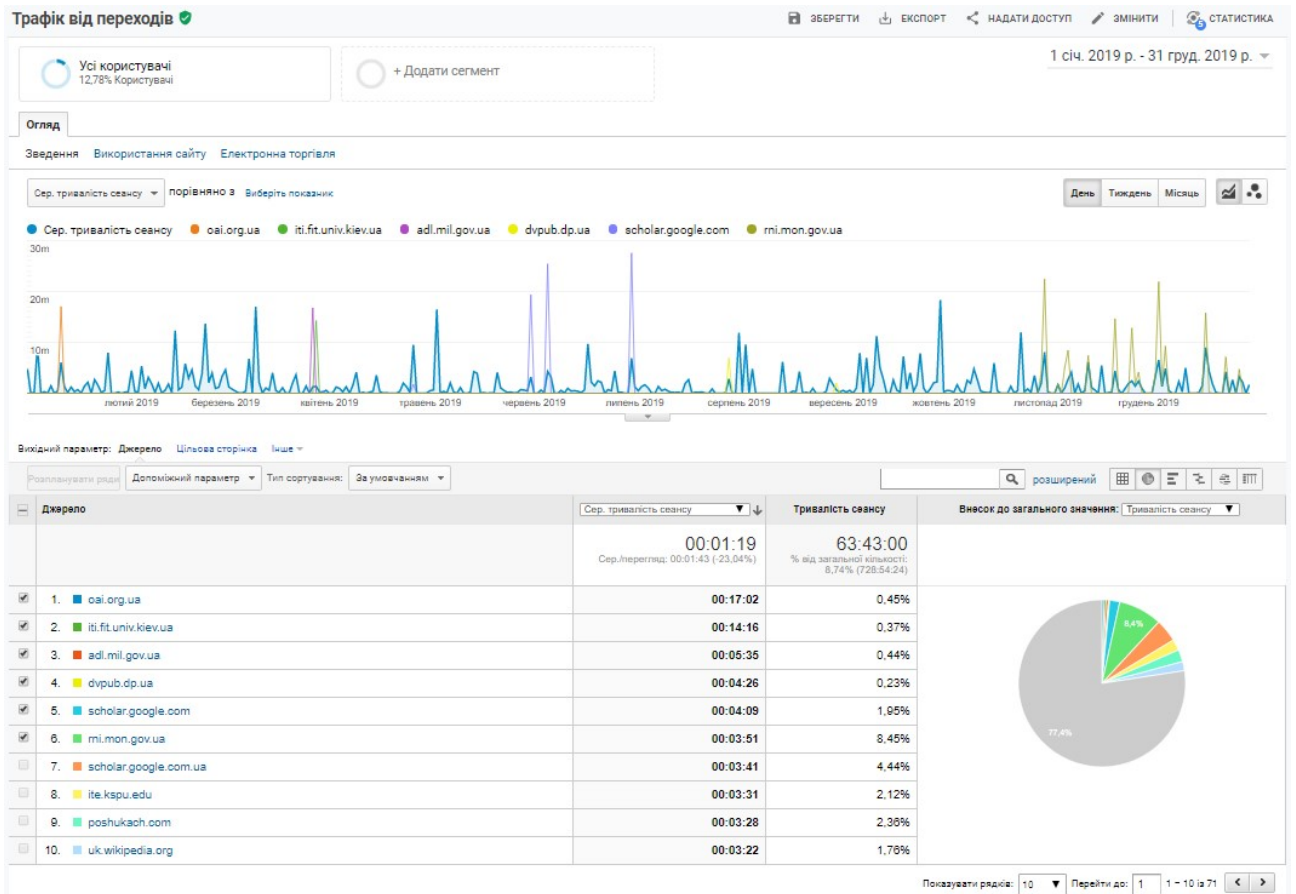 Трафік від переходів
ЗБЕРЕГТИ ЕКСПОРТ НАДАТИ ДОСТУП ЗМІНИТИ 5 СТАТИСТИКА
Усі користувачі
12,78% Користувачі
+ Додати сегмент
1 січ. 2019 р. - 31 груд. 2019 р.
Огляд
Зведення Використання сайту Електронна торгівля
Сер. тривалість сеансу порівняно з Виберіть показник
День Тиждень Місяць
Сер. тривалість сеансу oai.org.ua iti.fit.univ.kiev.ua adl.mil.gov.ua dvpub.dp.ua scholar.google.com rni.mon.gov.ua
30m
20m
10m
лютий 2019 березень 2019 квітень 2019 травень 2019 червень 2019 липень 2019 серпень 2019 вересень 2019 жовтень 2019 листопад 2019 грудень 2019
Вихідний параметр: Джерело Цільова сторінка Інше
Розпланувати ряди Допоміжний параметр Тип сортування: За умовчанням розширений
Джерело Сер. тривалість сеансу Тривалість сеансу Внесок до загального значення: Тривалість сеансу
00:01:19 63:43:00
Сер./перегляд: 00:01:43 (-23,04%) % від загальної кількості:
8,74% (728:54:24)
1. oai.org.ua 00:17:02 0,45%
2. iti.fit.univ.kiev.ua 00:14:16 0,37%
3. adl.mil.gov.ua 00:05:35 0,44%
4. dvpub.dp.ua 00:04:26 0,23%
5. scholar.google.com 00:04:09 1,95%
6. rni.mon.gov.ua 00:03:51 8,45%
7. scholar.google.com.ua 00:03:41 4,44%
8. ite.kspu.edu 00:03:31 2,12%
9. poshukach.com 00:03:28 2,36%
10. uk.wikipedia.org 00:03:22 1,76%
8,4%
77,4%
Показувати рядків: 10 Перейти до: 1 1 – 10 із 71